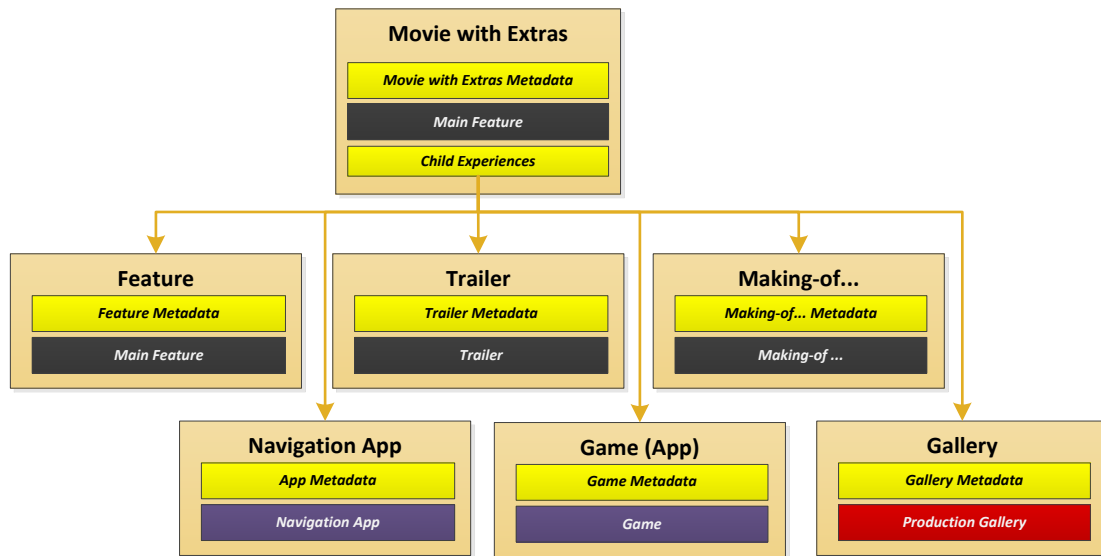 Movie with Extras
Movie with Extras Metadata
Main Feature
Child Experiences
Feature
Feature Metadata
Main Feature
Trailer
Trailer Metadata
Trailer
Making-of...
Making-of... Metadata
Making-of ...
Navigation App
App Metadata
Navigation App
Game (App)
Game Metadata
Game
Gallery
Gallery Metadata
Production Gallery